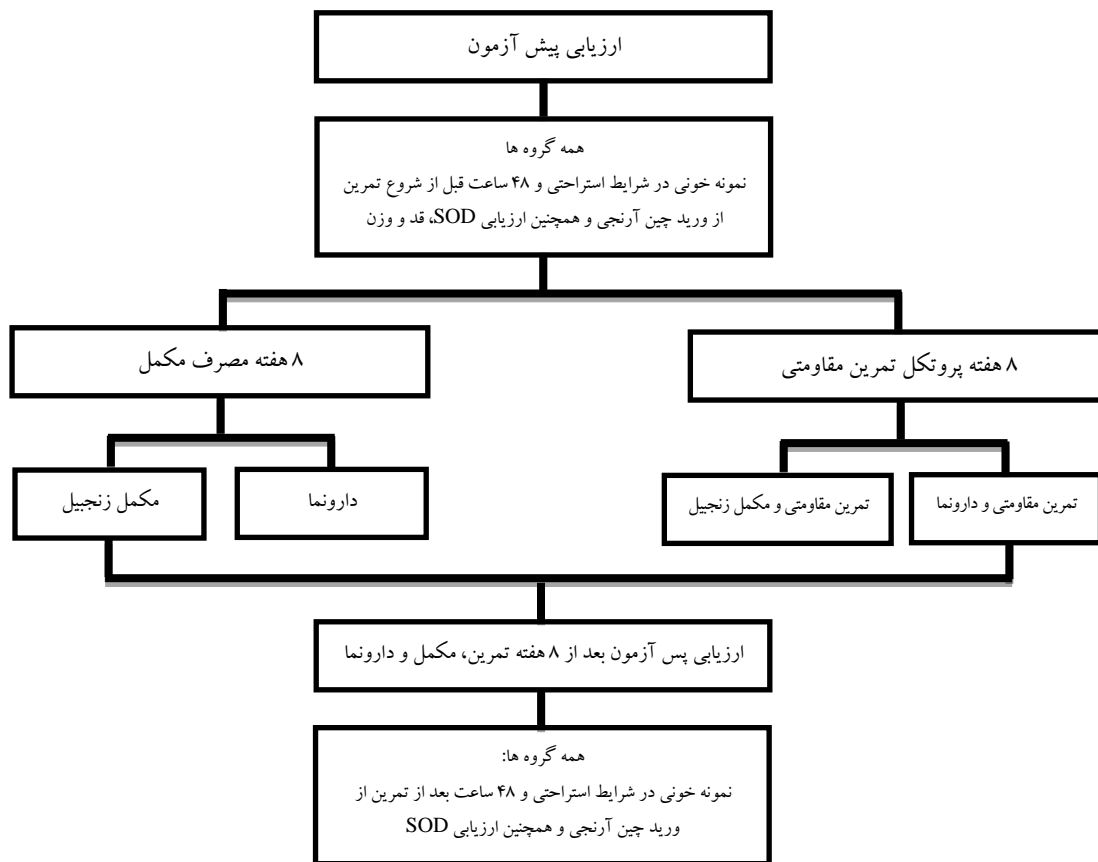 ارزیابی پیش آزمون
همه گروه ها
نمونه خونی در شرایط استراحتی و ۴۸ ساعت قبل از شروع تمرین
از ورید چین آرنجی و همچنین ارزیابی SOD، قد و وزن
۸ هفته پروتکل تمرین مقاومتی
۸ هفته مصرف مکمل
تمرین مقاومتی و دارونما
تمرین مقاومتی و مکمل زنجبیل
دارونما
مکمل زنجبیل
ارزیابی پس آزمون بعد از ۸ هفته تمرین، مکمل و دارونما
همه گروه ها:
نمونه خونی در شرایط استراحتی و ۴۸ ساعت بعد از تمرین از
ورید چین آرنجی و همچنین ارزیابی SOD